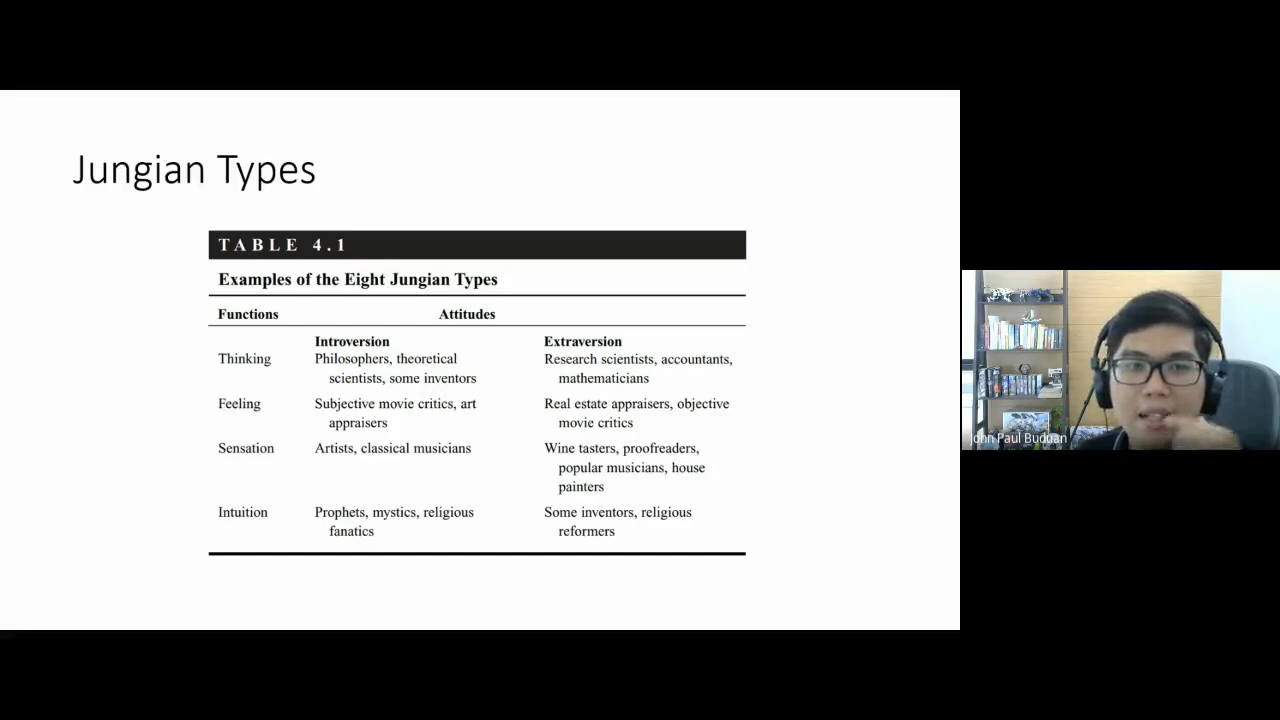 Jungian Types
TABLE 4.1
Examples of the Eight Jungian Types
Functions Attitudes
Introversion Extraversion
Thinking Philosophers, theoretical Research scientists, accountants,
scientists, some inventors mathematicians
Feeling Subjective movie critics, art Real estate appraisers, objective
appraisers movie critics
Sensation Artists, classical musicians Wine tasters, proofreaders,
popular musicians, house
painters
Intuition Prophets, mystics, religious Some inventors, religious
fanatics reformers
John Paul Buduan